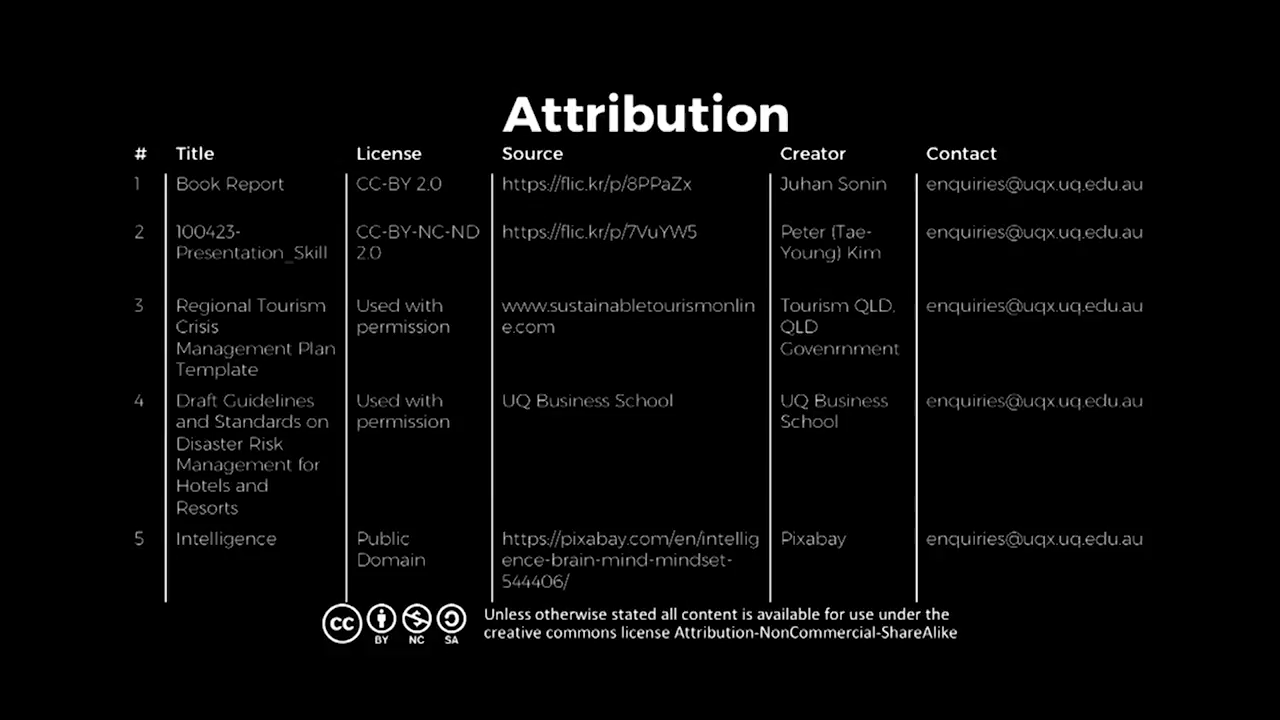 Attribution
# Title License Source Creator Contact
1 Book Report CC-BY 2.0 https://flic.kr/p/8PPaZx Juhan Sonin enquiries@uqx.uq.edu.au
2 100423- CC-BY-NC-ND https://flic.kr/p/7VuYW5 Peter (Tae- enquiries@uqx.uq.edu.au
Presentation_Skill 2.0 Young) Kim
3 Regional Tourism Used with www.sustainabletourismonlin Tourism QLD, enquiries@uqx.uq.edu.au
Crisis permission e.com QLD
Management Plan Govenrnment
Template
4 Draft Guidelines Used with UQ Business School UQ Business enquiries@uqx.uq.edu.au
and Standards on permission School
Disaster Risk
Management for
Hotels and
Resorts
5 Intelligence Public https://pixabay.com/en/intellig Pixabay enquiries@uqx.uq.edu.au
Domain ence-brain-mind-mindset-
544406/
Unless otherwise stated all content is available for use under the
cc BY NC SA creative commons license Attribution-NonCommercial-ShareAlike